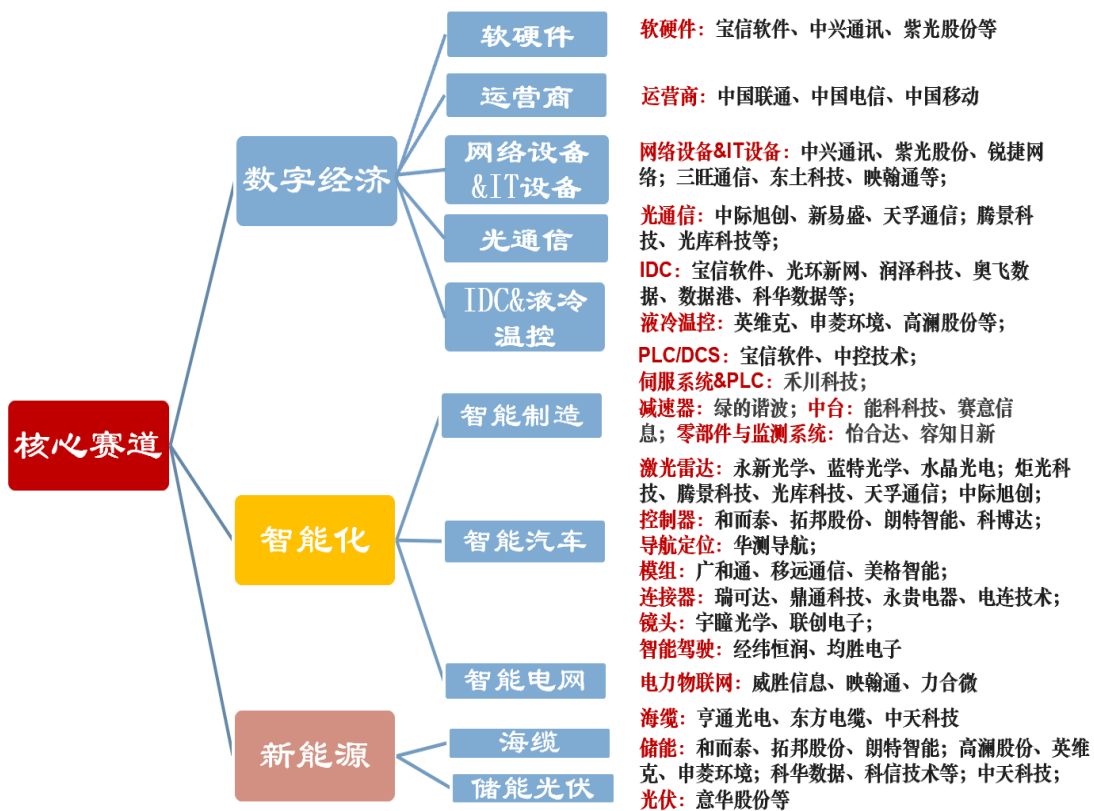 核心赛道
数字经济
软硬件
运营商
网络设备
&IT设备
光通信
IDC&液冷
温控
智能化
智能制造
智能汽车
智能电网
新能源
海缆
储能光伏
软硬件：宝信软件、中兴通讯、紫光股份等
运营商：中国联通、中国电信、中国移动
网络设备&IT设备：中兴通讯、紫光股份、锐捷网
络；三旺通信、东土科技、映翰通等；
光通信：中际旭创、新易盛、天孚通信；腾景科
技、光库科技等；
IDC：宝信软件、光环新网、润泽科技、奥飞数
据、数据港、科华数据等；
液冷温控：英维克、申菱环境、高澜股份等；
PLC/DCS：宝信软件、中控技术；
伺服系统&PLC：禾川科技；
减速器：绿的谐波；中台：能科科技、赛意信
息；零部件与监测系统：怡合达、容知日新
激光雷达：永新光学、蓝特光学、水晶光电；炬光科
技、腾景科技、光库科技、天孚通信；中际旭创；
控制器：和而泰、拓邦股份、朗特智能、科博达；
导航定位：华测导航；
模组：广和通、移远通信、美格智能；
连接器：瑞可达、鼎通科技、永贵电器、电连技术；
镜头：宇瞳光学、联创电子；
智能驾驶：经纬恒润、均胜电子
电力物联网：威胜信息、映翰通、力合微
海缆：亨通光电、东方电缆、中天科技
储能：和而泰、拓邦股份、朗特智能；高澜股份、英维
克、申菱环境；科华数据、科信技术等；中天科技；
光伏：意华股份等